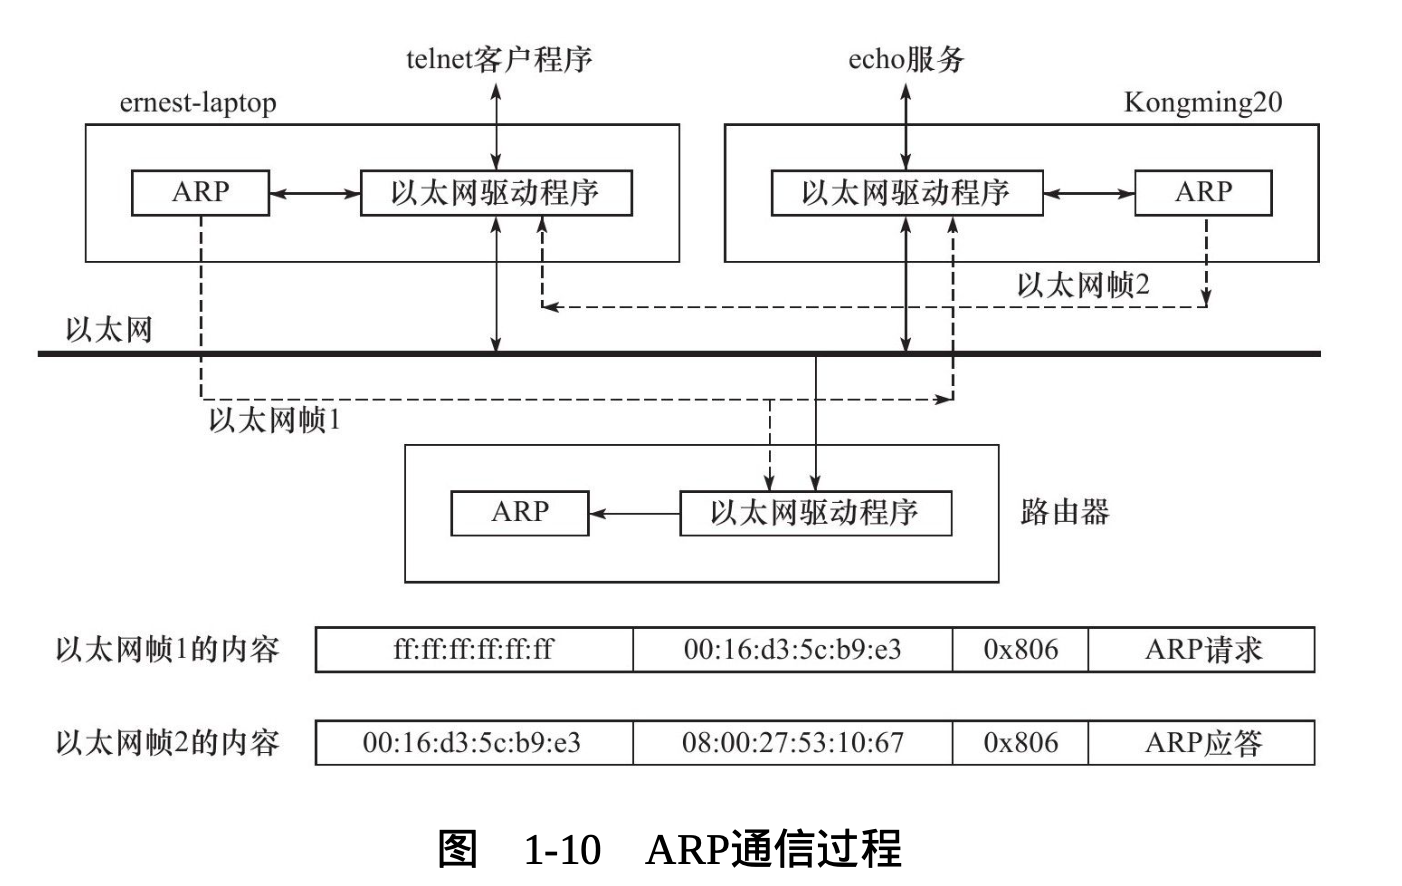 telnet客户程序
echo服务
ernest-laptop
Kongming20
ARP
以太网驱动程序
以太网驱动程序
ARP
以太网帧2
以太网
以太网帧1
ARP
以太网驱动程序
路由器
以太网帧1的内容 ff:ff:ff:ff:ff:ff 00:16:d3:5c:b9:e3 0x806 ARP请求
以太网帧2的内容 00:16:d3:5c:b9:e3 08:00:27:53:10:67 0x806 ARP应答
图 1-10 ARP通信过程